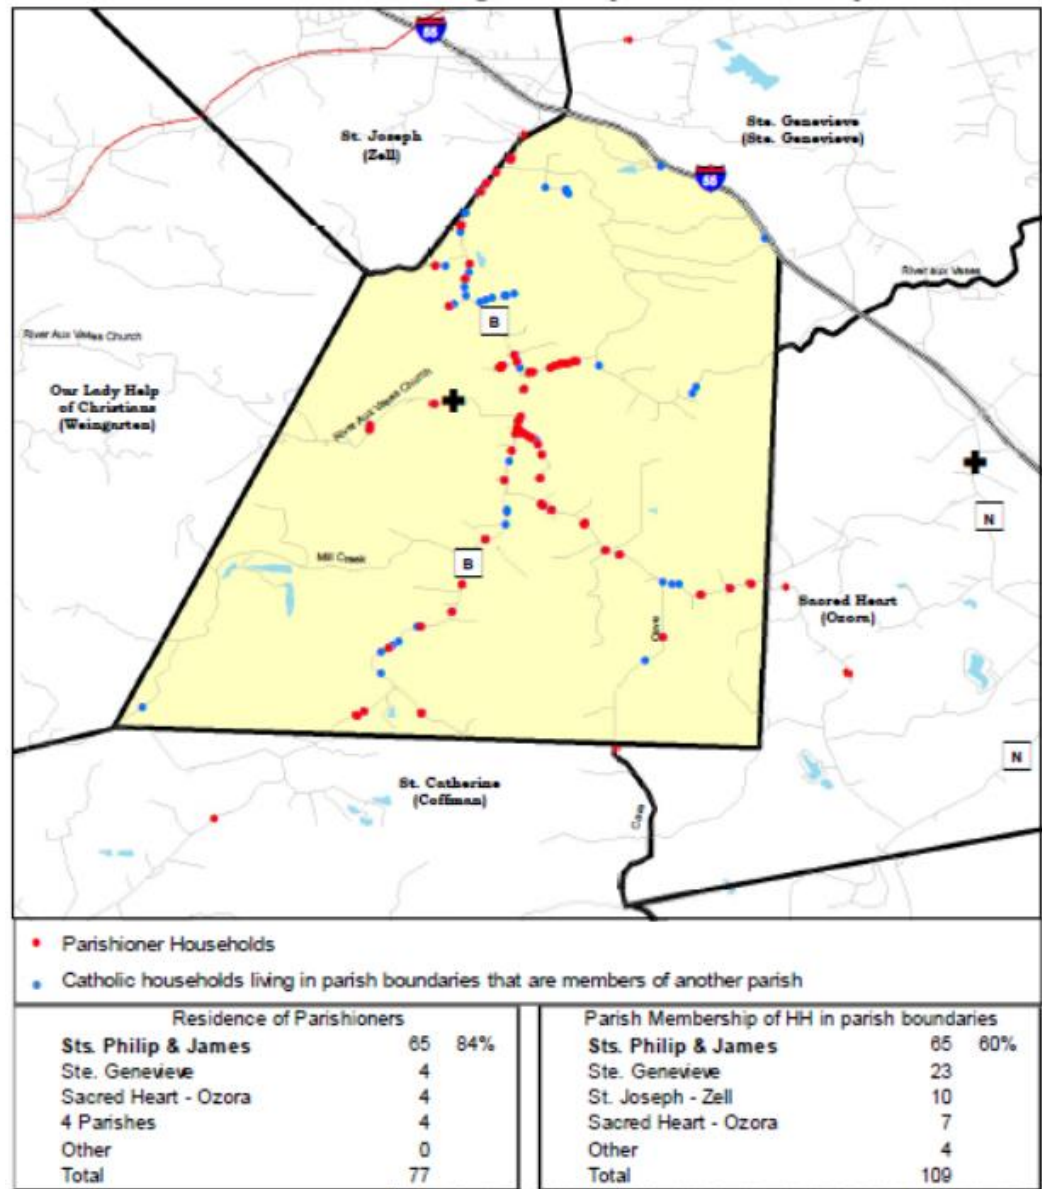 55
St. Joseph
(Zell)
Ste. Genevieve
(Ste. Genevieve)
55
River aux Vases
River Aux Vases Church
B
Our Lady Help
of Christians
(Weingarten)
River Aux Vases Church
N
Mill Creek
B
Sacred Heart
(Ozora)
Cove
N
St. Catherine
(Coffman)
Cave
Parishioner Households
Catholic households living in parish boundaries that are members of another parish
Residence of Parishioners
Sts. Philip & James 65 84%
Ste. Genevieve 4
Sacred Heart - Ozora 4
4 Parishes 4
Other 0
Total 77
Parish Membership of HH in parish boundaries
Sts. Philip & James 65 60%
Ste. Genevieve 23
St. Joseph - Zell 10
Sacred Heart - Ozora 7
Other 4
Total 109